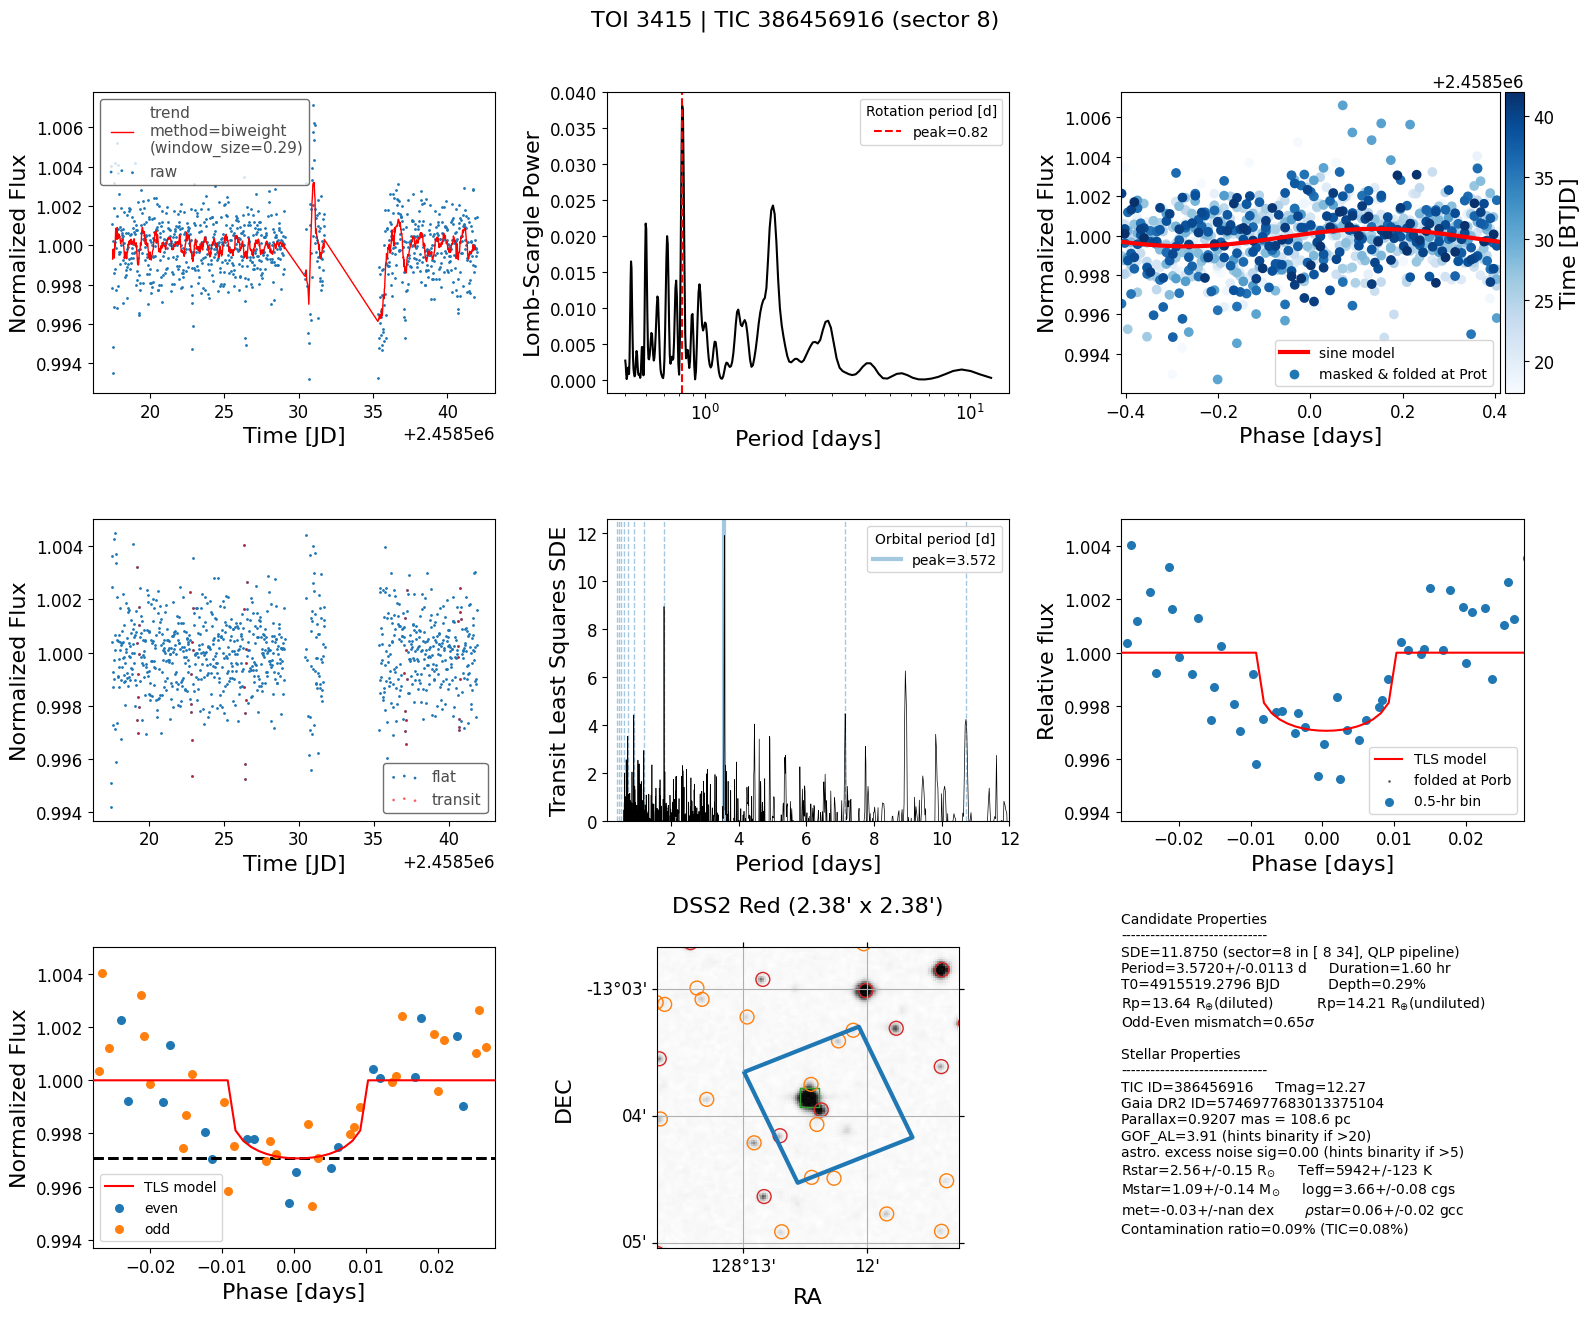 TOI 3415 | TIC 386456916 (sector 8)
trend
method=biweight
(window_size=0.29)
raw
Normalized Flux
1.006
1.004
1.002
1.000
0.998
0.996
0.994
20 25 30 35 40
Time [JD]
+2.4585e6
Lomb-Scargle Power
0.040
0.035
0.030
0.025
0.020
0.015
0.010
0.005
0.000
Rotation period [d]
peak=0.82
10⁰ 10¹
Period [days]
+2.4585e6
Normalized Flux
1.006
1.004
1.002
1.000
0.998
0.996
0.994
sine model
masked & folded at Prot
−0.4 −0.2 0.0 0.2 0.4
Phase [days]
40
35
30
25
20
Time [BTJD]
Normalized Flux
1.004
1.002
1.000
0.998
0.996
0.994
flat
transit
20 25 30 35 40
Time [JD]
+2.4585e6
Transit Least Squares SDE
12
10
8
6
4
2
0
Orbital period [d]
peak=3.572
2 4 6 8 10 12
Period [days]
Relative flux
1.004
1.002
1.000
0.998
0.996
0.994
TLS model
folded at Porb
0.5-hr bin
−0.02 −0.01 0.00 0.01 0.02
Phase [days]
Normalized Flux
1.004
1.002
1.000
0.998
0.996
0.994
TLS model
even
odd
−0.02 −0.01 0.00 0.01 0.02
Phase [days]
DSS2 Red (2.38' x 2.38')
DEC
-13°03'
04'
05'
128°13' 12'
RA
Candidate Properties
------------------------------
SDE=11.8750 (sector=8 in [ 8 34], QLP pipeline)
Period=3.5720+/-0.0113 d Duration=1.60 hr
T0=4915519.2796 BJD Depth=0.29%
Rp=13.64 R⊕(diluted) Rp=14.21 R⊕(undiluted)
Odd-Even mismatch=0.65σ
Stellar Properties
------------------------------
TIC ID=386456916 Tmag=12.27
Gaia DR2 ID=5746977683013375104
Parallax=0.9207 mas = 108.6 pc
GOF_AL=3.91 (hints binarity if >20)
astro. excess noise sig=0.00 (hints binarity if >5)
Rstar=2.56+/-0.15 R⊙ Teff=5942+/-123 K
Mstar=1.09+/-0.14 M⊙ logg=3.66+/-0.08 cgs
met=-0.03+/-nan dex ρstar=0.06+/-0.02 gcc
Contamination ratio=0.09% (TIC=0.08%)